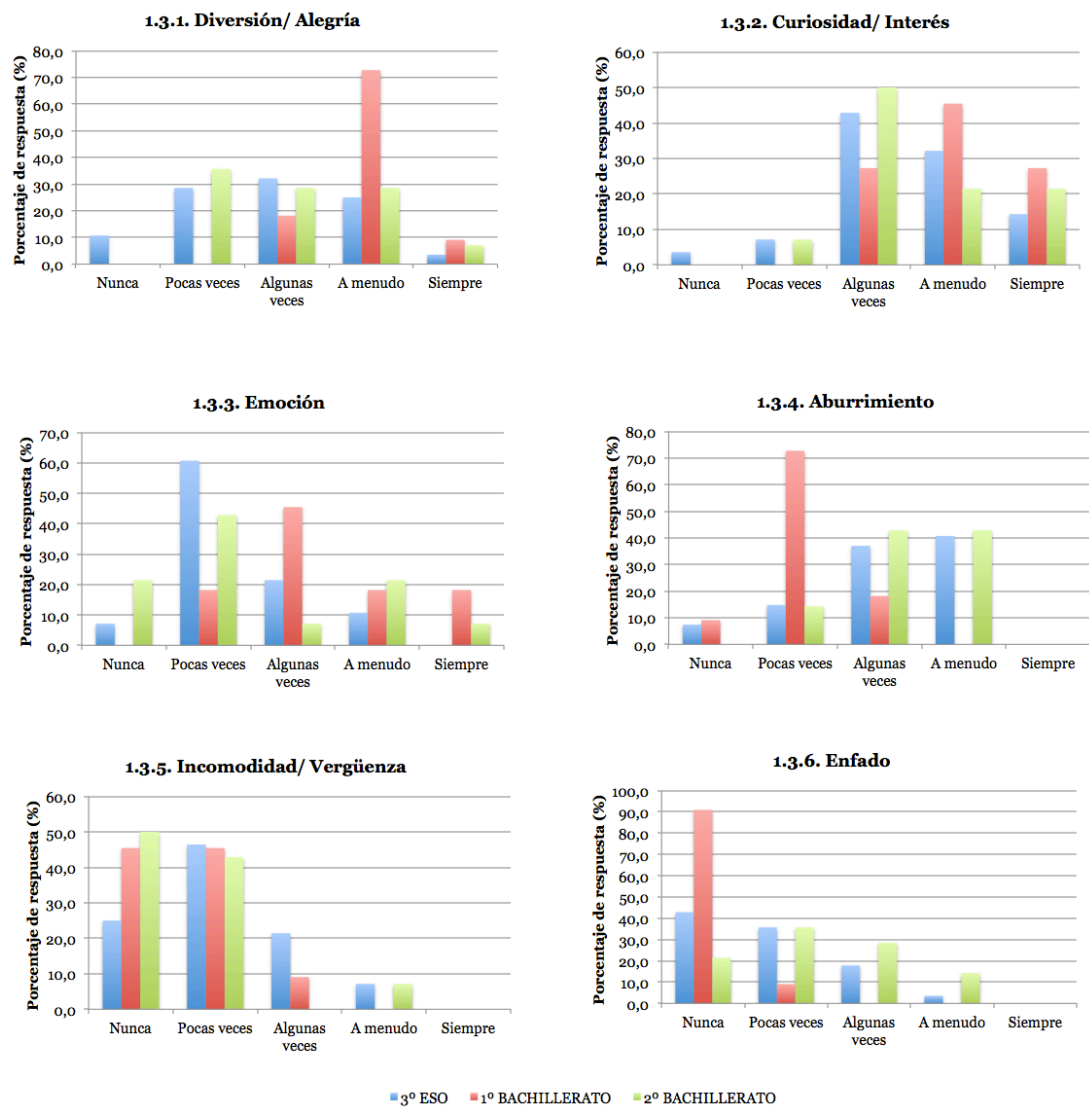 1.3.1. Diversión/ Alegría
Porcentaje de respuesta (%)
80,0
70,0
60,0
50,0
40,0
30,0
20,0
10,0
0,0
Nunca
Pocas veces
Algunas
veces
A menudo
Siempre
1.3.2. Curiosidad/ Interés
Porcentaje de respuesta (%)
60,0
50,0
40,0
30,0
20,0
10,0
0,0
Nunca
Pocas veces
Algunas
veces
A menudo
Siempre
1.3.3. Emoción
Porcentaje de respuesta (%)
70,0
60,0
50,0
40,0
30,0
20,0
10,0
0,0
Nunca
Pocas veces
Algunas
veces
A menudo
Siempre
1.3.4. Aburrimiento
Porcentaje de respuesta (%)
80,0
70,0
60,0
50,0
40,0
30,0
20,0
10,0
0,0
Nunca
Pocas veces
Algunas
veces
A menudo
Siempre
1.3.5. Incomodidad/ Vergüenza
Porcentaje de respuesta (%)
60,0
50,0
40,0
30,0
20,0
10,0
0,0
Nunca
Pocas veces
Algunas
veces
A menudo
Siempre
1.3.6. Enfado
Porcentaje de respuesta (%)
100,0
90,0
80,0
70,0
60,0
50,0
40,0
30,0
20,0
10,0
0,0
Nunca
Pocas veces
Algunas
veces
A menudo
Siempre
3º ESO
1º BACHILLERATO
2º BACHILLERATO